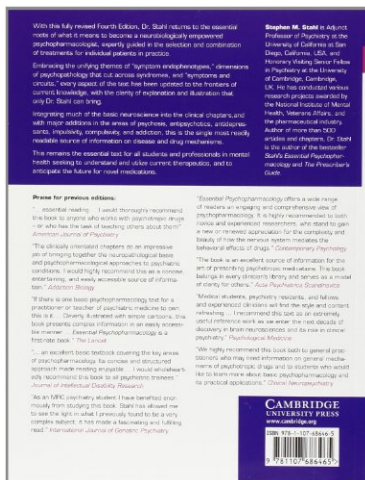 With this fully revised Fourth Edition, Dr. Stahl returns to the essential
roots of what it means to become a neurobiologically empowered
psychopharmacologist, expertly guided in the selection and combination
of treatments for individual patients in practice.
Embracing the unifying themes of "symptom endophenotypes," dimensions
of psychopathology that cut across syndromes, and "symptoms and
circuits," every aspect of the text has been updated to the frontiers of
current knowledge, with the clarity of explanation and illustration that
only Dr. Stahl can bring.
Integrating much of the basic neuroscience into the clinical chapters, and
with major additions in the areas of psychosis, antipsychotics, antidepres-
sants, impulsivity, compulsivity, and addiction, this is the single most readily
readable source of information on disease and drug mechanisms.
This remains the essential text for all students and professionals in mental
health seeking to understand and utilize current therapeutics, and to
anticipate the future for novel medications.
Stephen M. Stahl is Adjunct
Professor of Psychiatry at the
University of California at San
Diego, California, USA, and
Honorary Visiting Senior Fellow
in Psychiatry at the University
of Cambridge, Cambridge,
UK. He has conducted various
research projects awarded by
the National Institute of Mental
Health, Veterans Affairs, and
the pharmaceutical industry.
Author of more than 500
articles and chapters, Dr. Stahl
is the author of the bestseller
Stahl's Essential Psychophar-
macology and The Prescriber's
Guide.
Praise for previous editions:
"... essential reading ... I would thoroughly recommend
this book to anyone who works with psychotropic drugs
– or who has the task of teaching others about them!"
American Journal of Psychiatry
"The clinically orientated chapters do an impressive
job of bringing together the neuropathological basis
and psychopharmacological approaches to psychiatric
conditions. I would highly recommend this as a concise,
entertaining, and easily accessible source of informa-
tion." Addiction Biology
"If there is one basic psychopharmacology text for a
practitioner or teacher of psychiatric medicine to own
this is it ... Cleverly illustrated with simple cartoons, this
book presents complex information in an easily accessi-
ble manner ... Essential Psychopharmacology is a
first-rate book." The Lancet
"... an excellent basic textbook covering the key areas
of psychopharmacology. Its concise and structured
approach made reading enjoyable ... I would wholeheart-
edly recommend this book to all psychiatric trainees."
Journal of Intellectual Disability Research
"As an MRC psychiatry student I have benefited enor-
mously from studying this book. Stahl has allowed me
to see the light in what I previously found to be a very
complex subject. It has made a fascinating and fulfilling
read." International Journal of Geriatric Psychiatry
"Essential Psychopharmacology offers a wide range
of readers an engaging and comprehensive view of
psychopharmacology. It is highly recommended to both
novice and experienced researchers, who stand to gain
a new or renewed appreciation for the complexity and
beauty of how the nervous system mediates the
behavioral effects of drugs." Contemporary Psychology
"The book is an excellent source of information for the
art of prescribing psychotropic medications. This book
belongs in every clinician's library and serves as a model
of clarity for others." Acta Psychiatrica Scandinavica
"Medical students, psychiatry residents, and fellows
and experienced clinicians will find the style and content
refreshing ... I recommend this text as an extremely
useful reference work as we enter the next decade of
discovery in brain neurosciences and its role in clinical
psychiatry." Psychological Medicine
"We highly recommend this book both to general prac-
titioners who may need information on general mecha-
nisms of psychotropic drugs and to students who would
like to learn more about basic psychopharmacology and
its practical applications." Clinical Neuropsychiatry
CAMBRIDGE
UNIVERSITY PRESS
www.cambridge.org
ISBN 978-1-107-68646-5
9 781107 686465